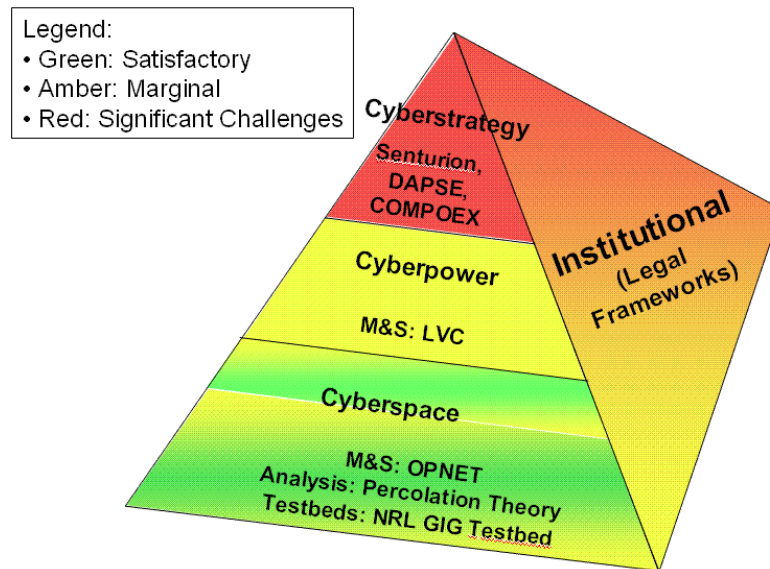 Legend:
• Green: Satisfactory
• Amber: Marginal
• Red: Significant Challenges
Cyberstrategy
Senturion,
DAPSE,
COMPOEX
Institutional
(Legal
Frameworks)
Cyberpower
M&S: LVC
Cyberspace
M&S: OPNET
Analysis: Percolation Theory
Testbeds: NRL GIG Testbed